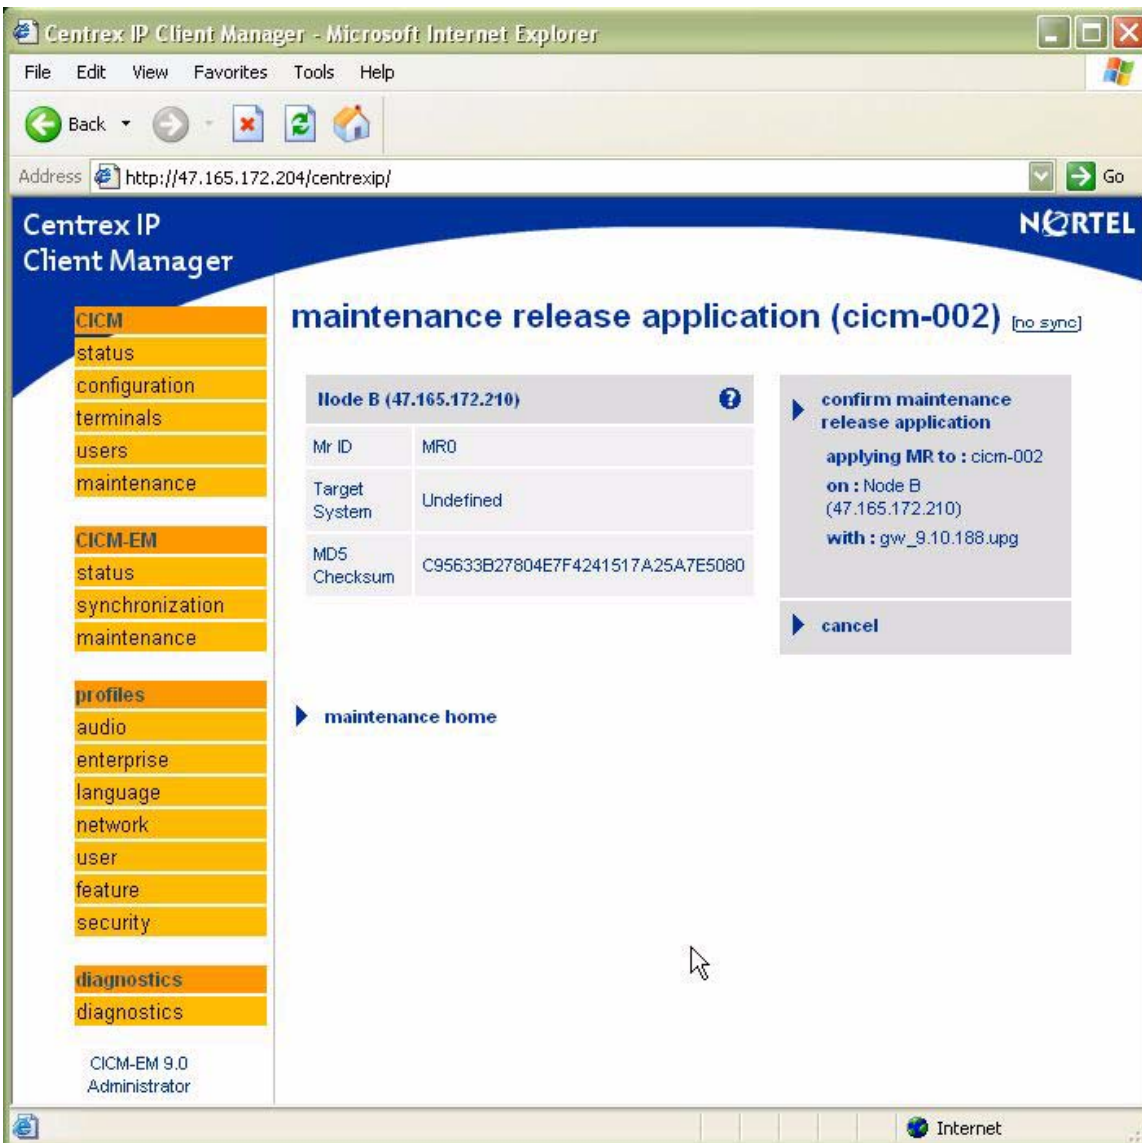 Centrex IP Client Manager - Microsoft Internet Explorer
File Edit View Favorites Tools Help
Back
Address http://47.165.172.204/centrexip/ Go
Centrex IP
Client Manager
NORTEL
CICM
status
configuration
terminals
users
maintenance
CICM-EM
status
synchronization
maintenance
profiles
audio
enterprise
language
network
user
feature
security
diagnostics
diagnostics
CICM-EM 9.0
Administrator
maintenance release application (cicm-002) [no sync]
Node B (47.165.172.210) ?
Mr ID MR0
Target
System Undefined
MD5
Checksum C95633B27804E7F4241517A25A7E5080
confirm maintenance
release application
applying MR to : cicm-002
on : Node B
(47.165.172.210)
with : gw_9.10.188.upg
cancel
maintenance home
Internet